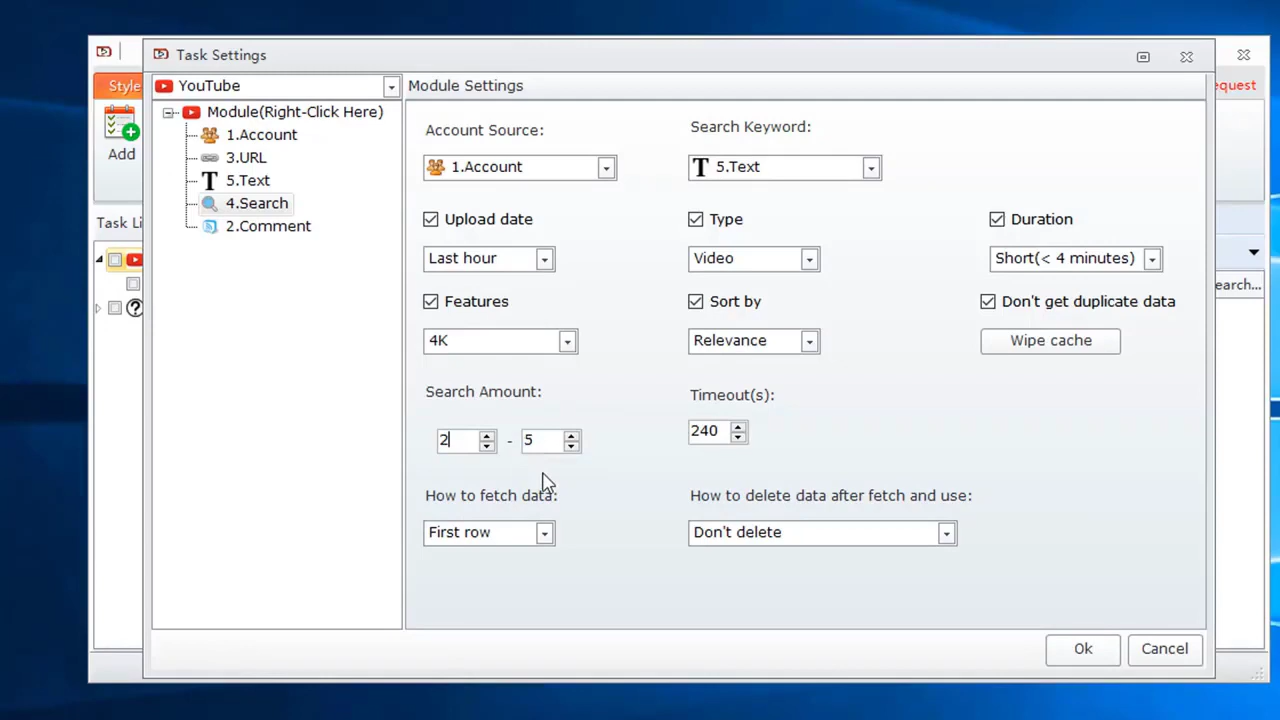 Task Settings
Style
equest
YouTube
Module Settings
Module(Right-Click Here)
1.Account
3.URL
5.Text
4.Search
2.Comment
Add
Task Li
earch...
Account Source:
Search Keyword:
1.Account
T 5.Text
Upload date
Type
Duration
Last hour
Video
Short(< 4 minutes)
Features
Sort by
Don't get duplicate data
4K
Relevance
Wipe cache
Search Amount:
Timeout(s):
2 - 5
240
How to fetch data:
How to delete data after fetch and use:
First row
Don't delete
Ok
Cancel